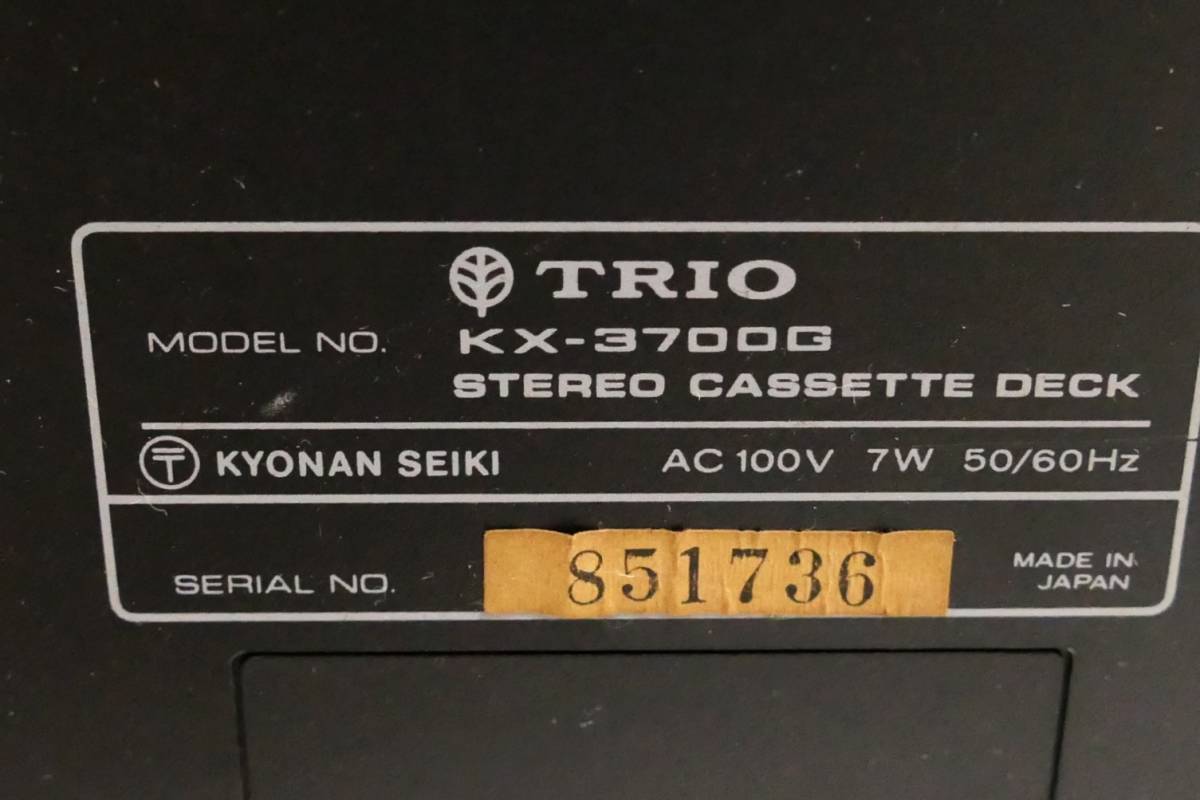 TRIO
MODEL NO. KX-3700G
STEREO CASSETTE DECK
〒 KYONAN SEIKI AC 100V 7W 50/60Hz
SERIAL NO. 851736 MADE IN JAPAN